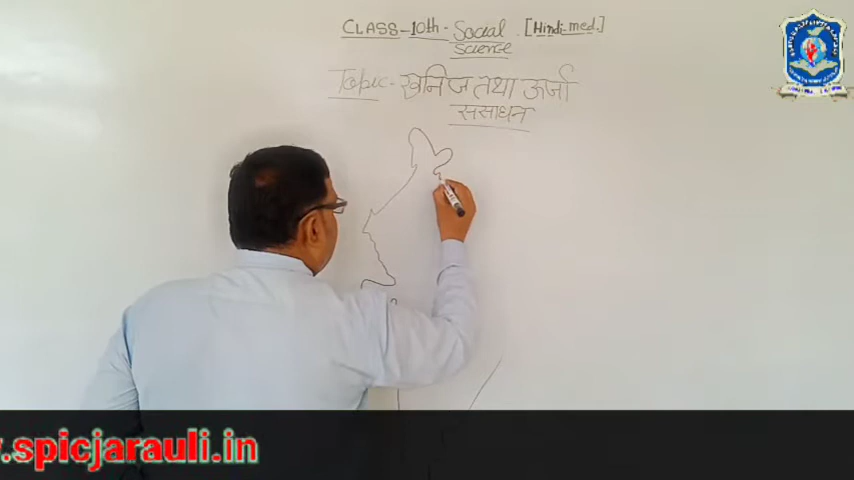 CLASS-10th- Social [Hindi med.]
Science
Topic- खनिज तथा ऊर्जा
संसाधन
.spicjarauli.in